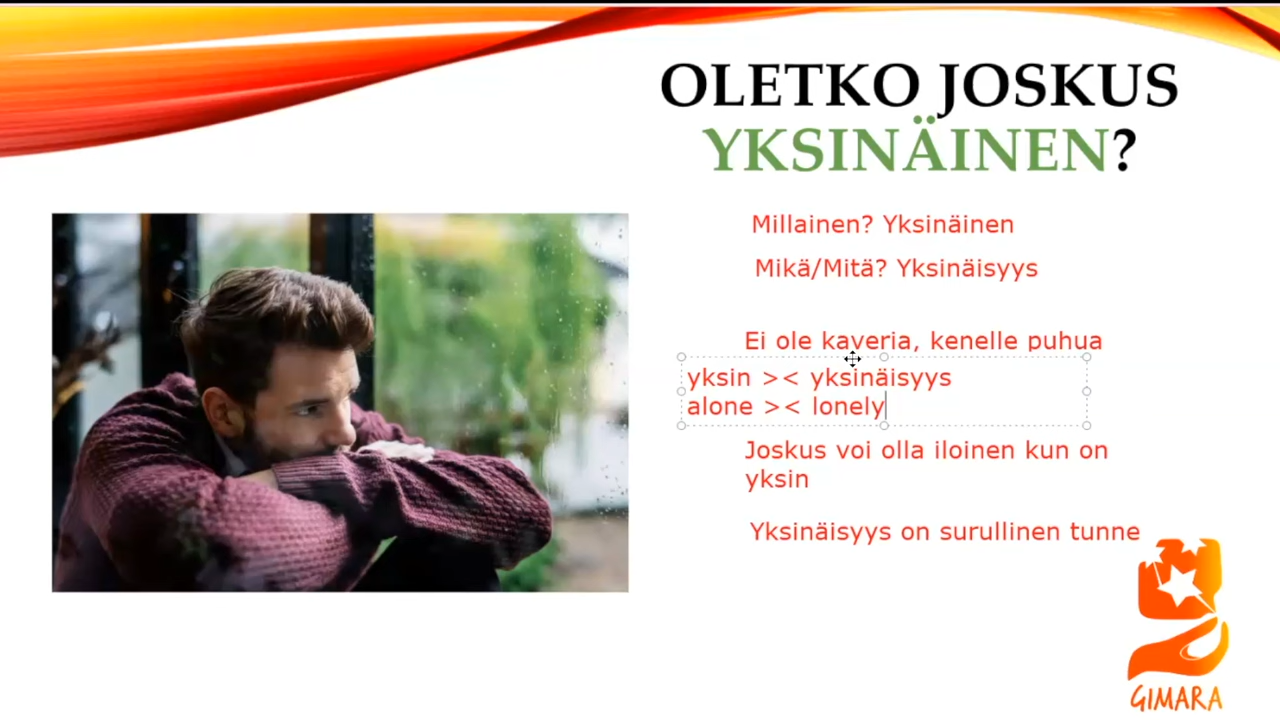 OLETKO JOSKUS
YKSINÄINEN?
Millainen? Yksinäinen
Mikä/Mitä? Yksinäisyys
Ei ole kaveria, kenelle puhua
yksin >< yksinäisyys
alone >< lonely
Joskus voi olla iloinen kun on
yksin
Yksinäisyys on surullinen tunne
GIMARA